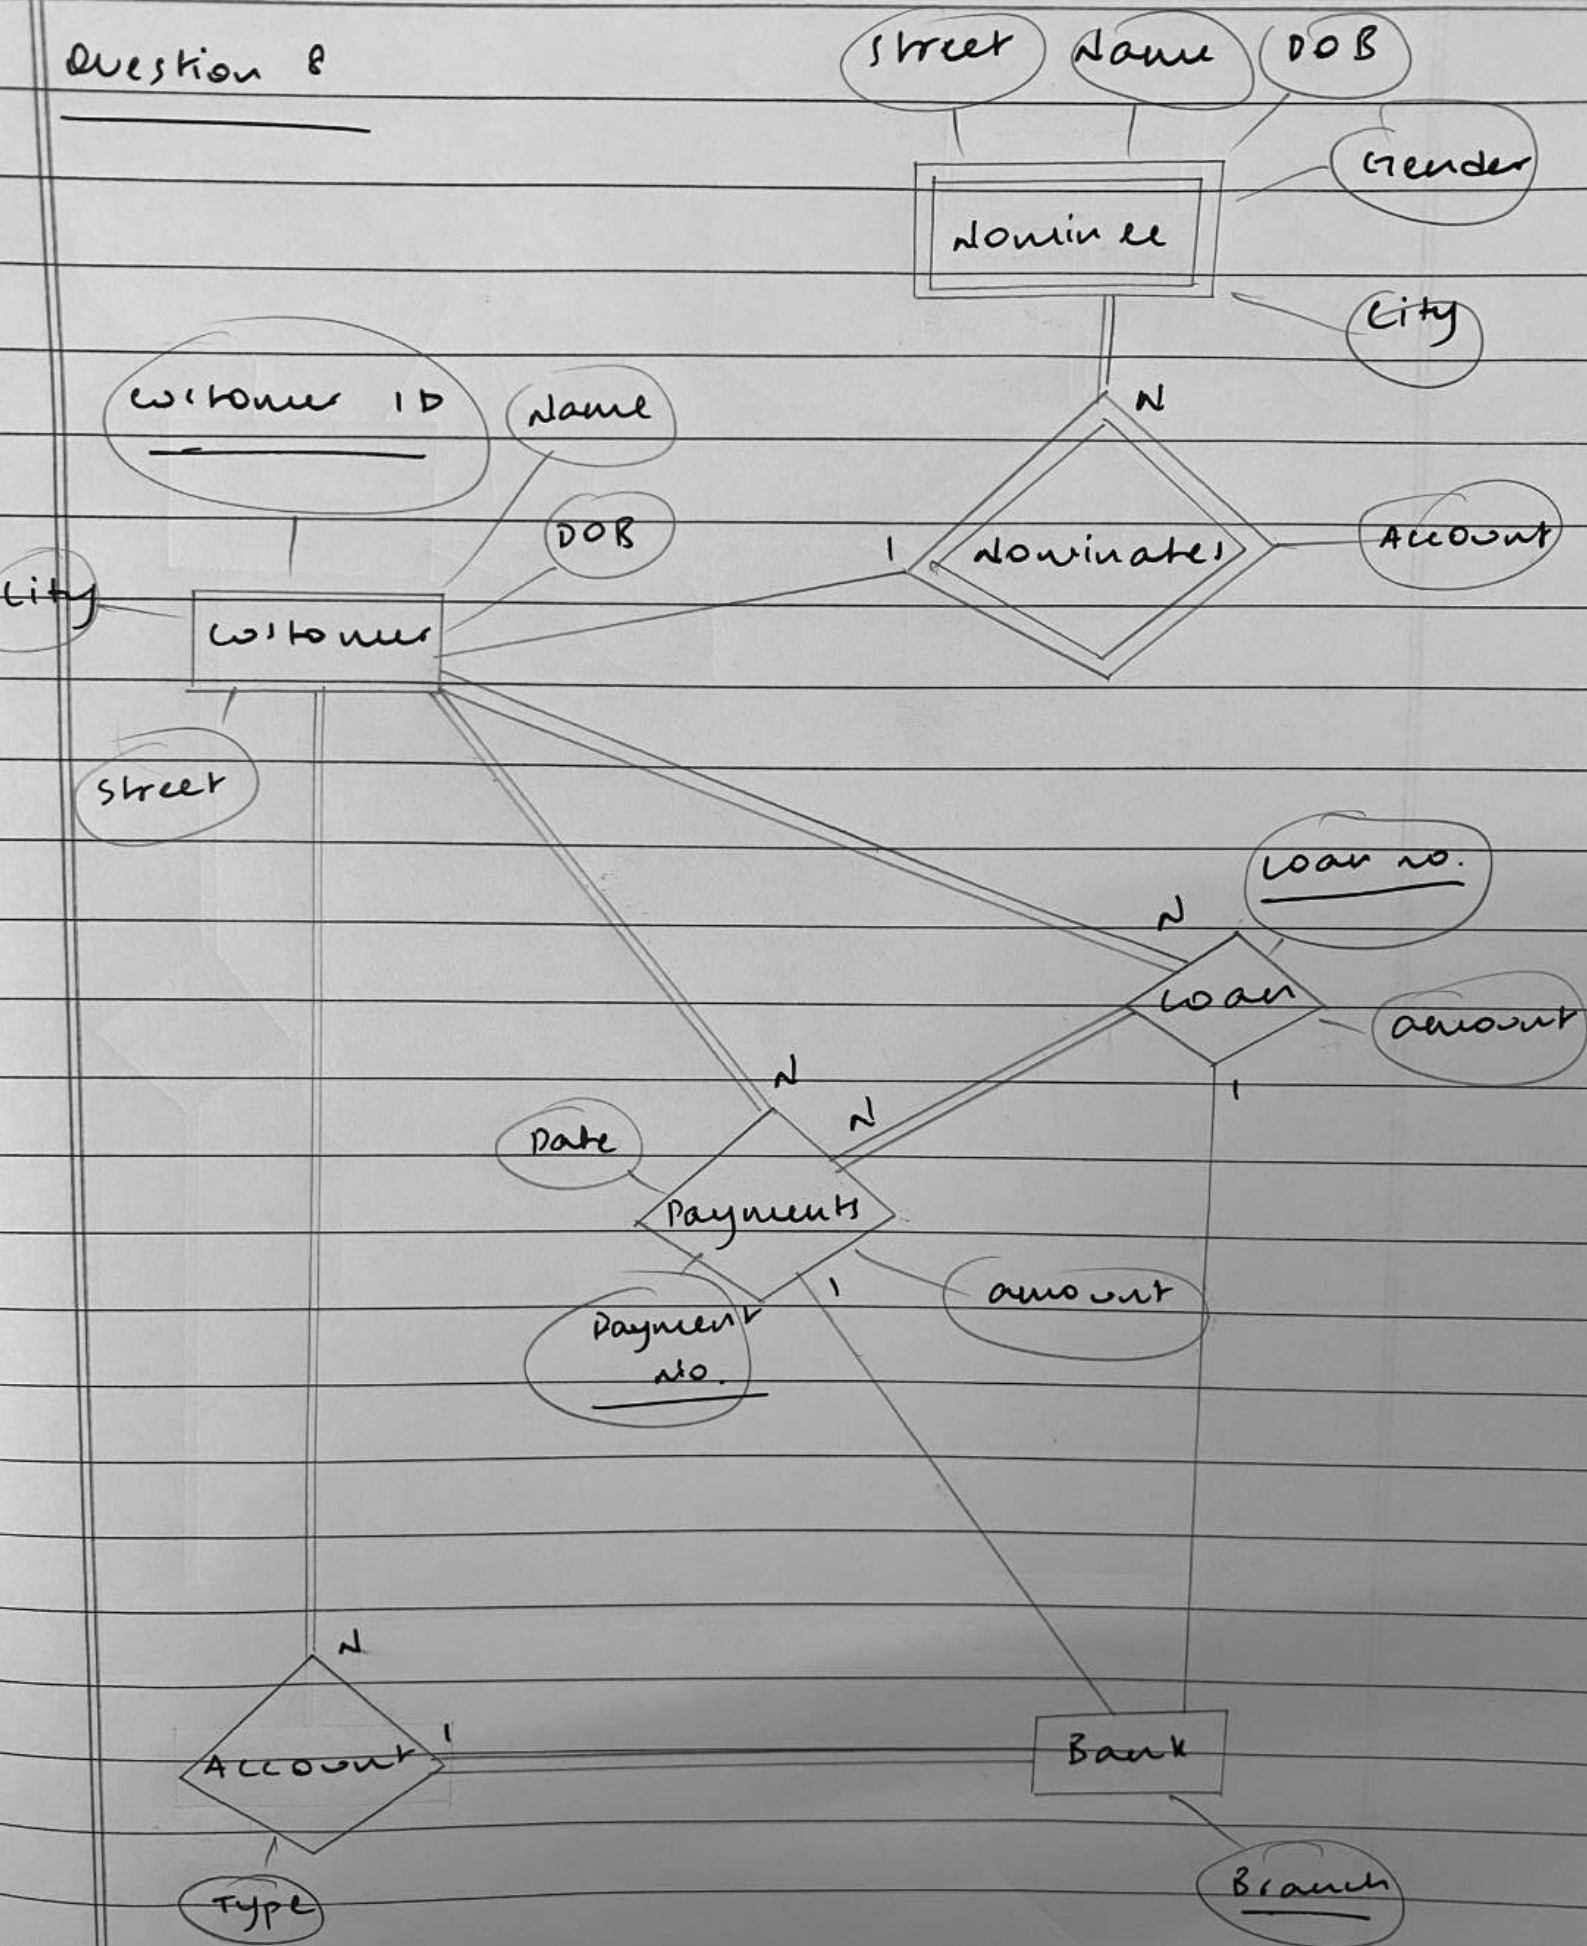 Question 8
Street Name DOB
Gender
Nominee
City
Customer ID Name
N
DOB
1 Nominates Account
City
Customer
Street
Loan no.
N
Loan
amount
N
1
N
Date
Payments
1
amount
Payment
No.
N
1
Account
Bank
Type
Branch